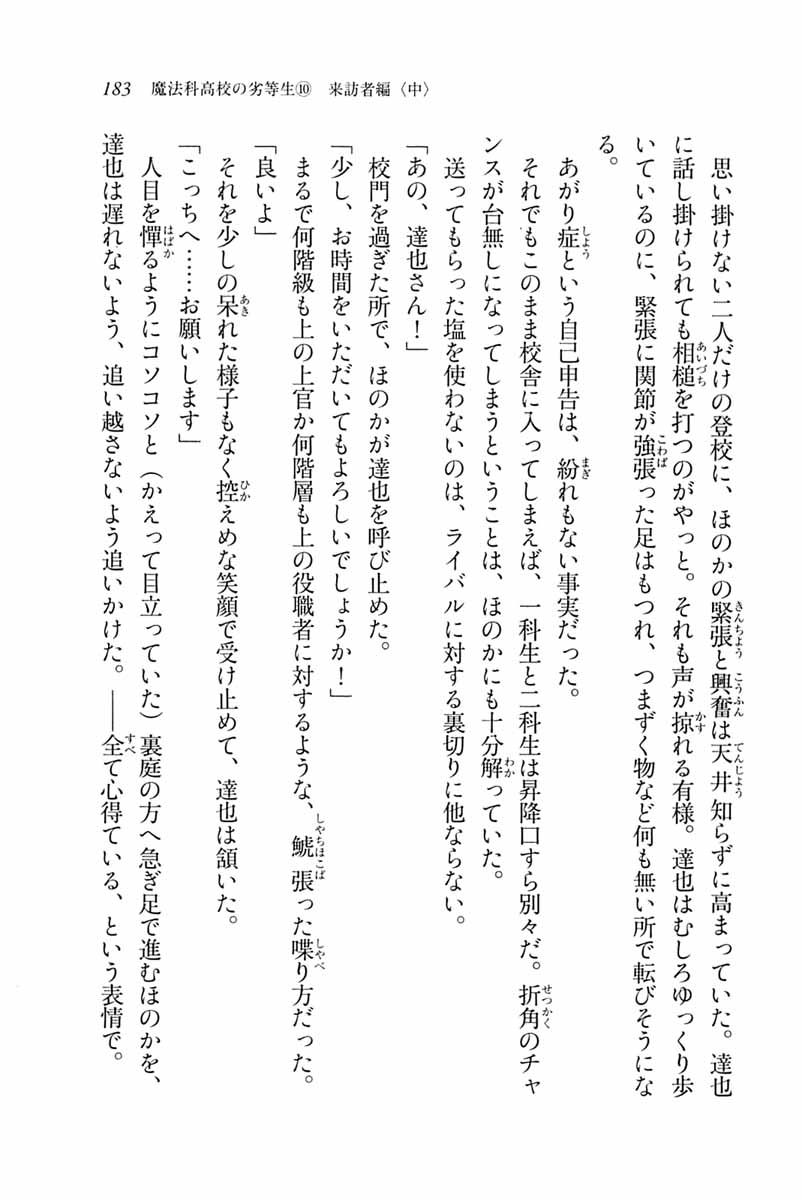 183　魔法科高校の劣等生⑩　来訪者編〈中〉
　思い掛けない二人だけの登校に、ほのかの緊張と興奮は天井知らずに高まっていた。達也
に話し掛けられても相槌を打つのがやっと。それも声が掠れる有様。達也はむしろゆっくり歩
いているのに、緊張に関節が強張った足はもつれ、つまずく物など何も無い所で転びそうにな
る。
　あがり症という自己申告は、紛れもない事実だった。
　それでもこのまま校舎に入ってしまえば、一科生と二科生は昇降口すら別々だ。折角のチャ
ンスが台無しになってしまうということは、ほのかにも十分解っていた。
　送ってもらった塩を使わないのは、ライバルに対する裏切りに他ならない。
「あの、達也さん！」
　校門を過ぎた所で、ほのかが達也を呼び止めた。
「少し、お時間をいただいてもよろしいでしょうか！」
　まるで何階級も上の上官か何階層も上の役職者に対するような、鯱張った喋り方だった。
「良いよ」
　それを少しの呆れた様子もなく控えめな笑顔で受け止めて、達也は頷いた。
「こっちへ……お願いします」
　人目を憚るようにコソコソと（かえって目立っていた）裏庭の方へ急ぎ足で進むほのかを、
達也は遅れないよう、追い越さないよう追いかけた。――全て心得ている、という表情で。